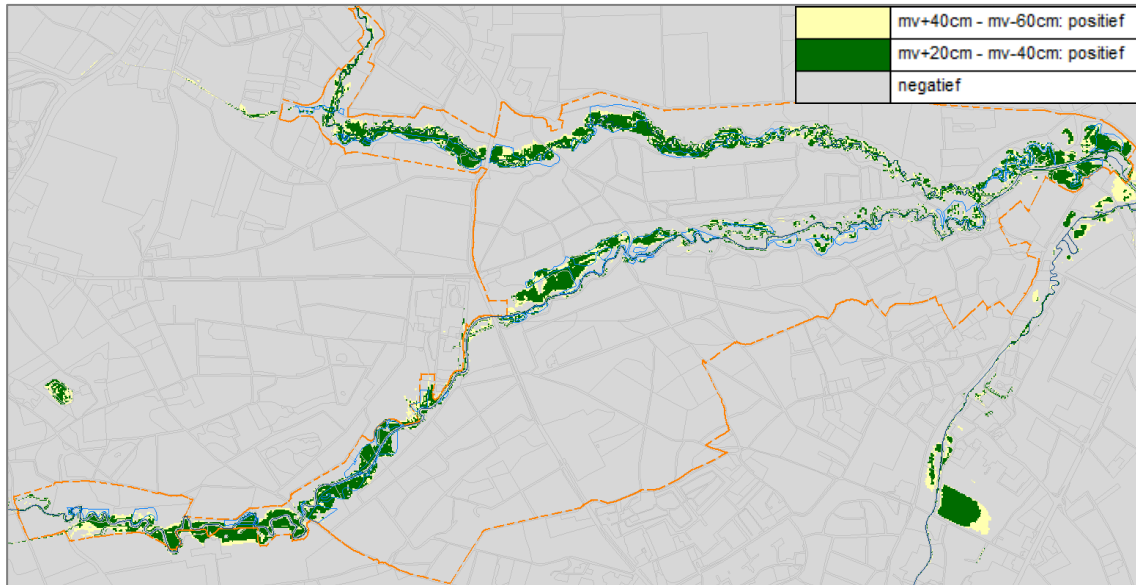 mv+40cm - mv-60cm: positief
mv+20cm - mv-40cm: positief
negatief